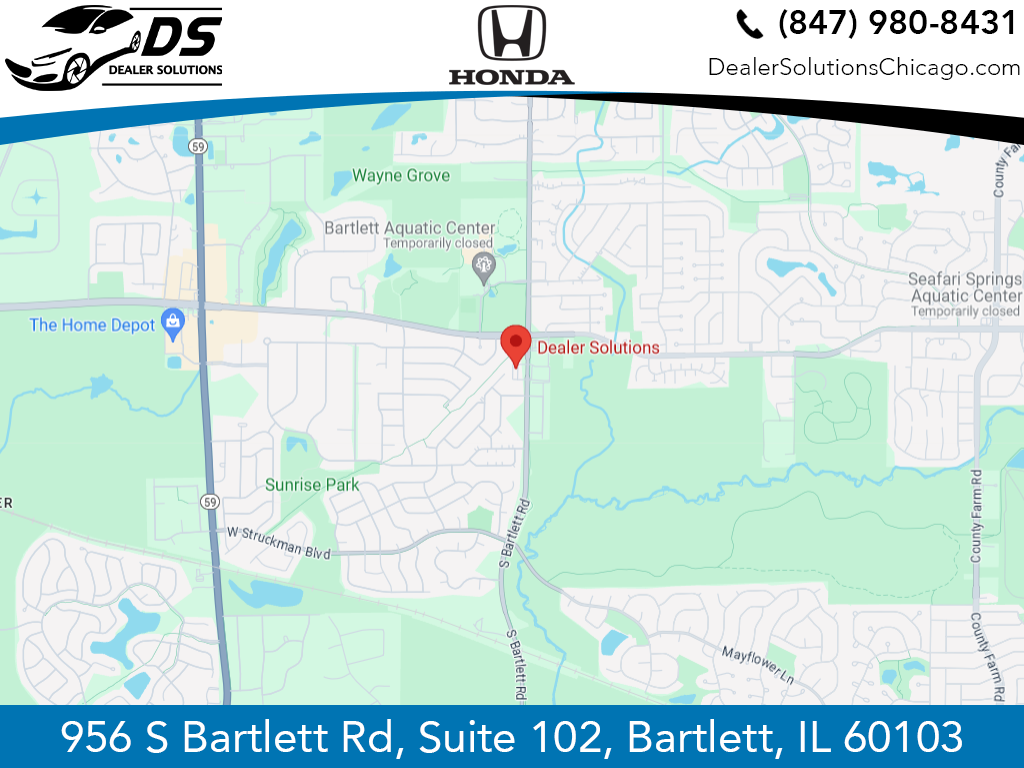 DS
DEALER SOLUTIONS
HONDA
(847) 980-8431
DealerSolutionsChicago.com
59
Wayne Grove
Bartlett Aquatic Center
Temporarily closed
County Fa
Seafari Springs
Aquatic Center
Temporarily closed
The Home Depot
Dealer Solutions
Sunrise Park
ER
59
W Struckman Blvd
S Bartlett Rd
County Farm Rd
S Bartlett Rd
Mayflower Ln
County Farm Rd
956 S Bartlett Rd, Suite 102, Bartlett, IL 60103